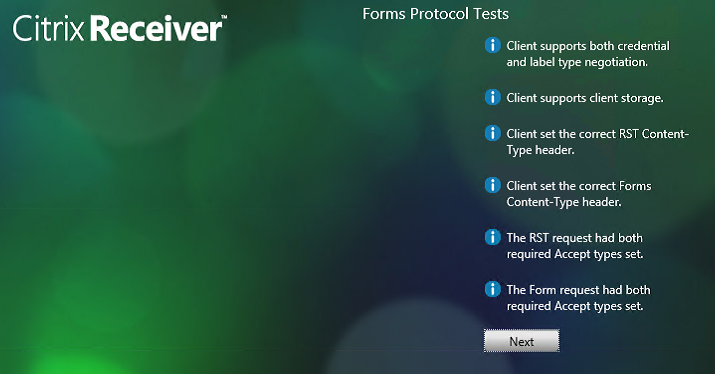 Citrix Receiver™
Forms Protocol Tests
Client supports both credential
and label type negotiation.
Client supports client storage.
Client set the correct RST Content-
Type header.
Client set the correct Forms
Content-Type header.
The RST request had both
required Accept types set.
The Form request had both
required Accept types set.
Next